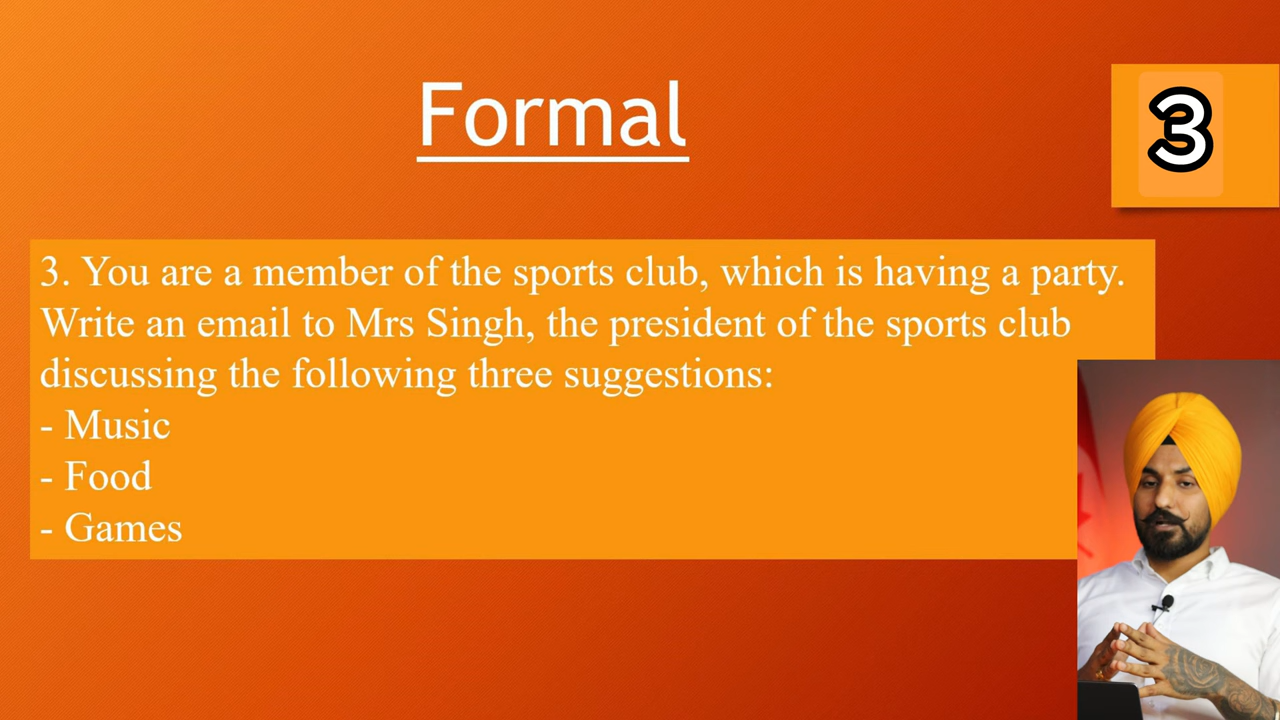 Formal
3
3. You are a member of the sports club, which is having a party.
Write an email to Mrs Singh, the president of the sports club
discussing the following three suggestions:
- Music
- Food
- Games